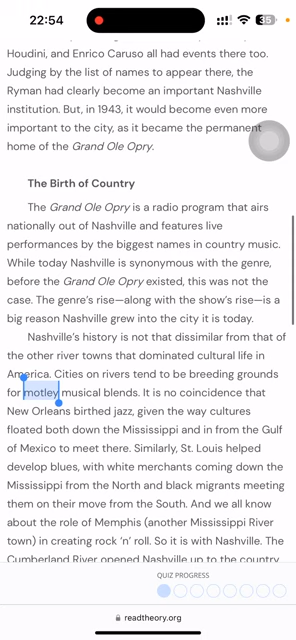 22:54
35
Houdini, and Enrico Caruso all had events there too.
Judging by the list of names to appear there, the
Ryman had clearly become an important Nashville
institution. But, in 1943, it would become even more
important to the city, as it became the permanent
home of the Grand Ole Opry.
The Birth of Country
The Grand Ole Opry is a radio program that airs
nationally out of Nashville and features live
performances by the biggest names in country music.
While today Nashville is synonymous with the genre,
before the Grand Ole Opry existed, this was not the
case. The genre's rise—along with the show's rise—is a
big reason Nashville grew into the city it is today.
Nashville's history is not that dissimilar from that of
the other river towns that dominated cultural life in
America. Cities on rivers tend to be breeding grounds
for motley musical blends. It is no coincidence that
New Orleans birthed jazz, given the way cultures
floated both down the Mississippi and in from the Gulf
of Mexico to meet there. Similarly, St. Louis helped
develop blues, with white merchants coming down the
Mississippi from the North and black migrants meeting
them on their move from the South. And we all know
about the role of Memphis (another Mississippi River
town) in creating rock 'n' roll. So it is with Nashville. The
Cumberland River opened Nashville up to the country
QUIZ PROGRESS
readtheory.org